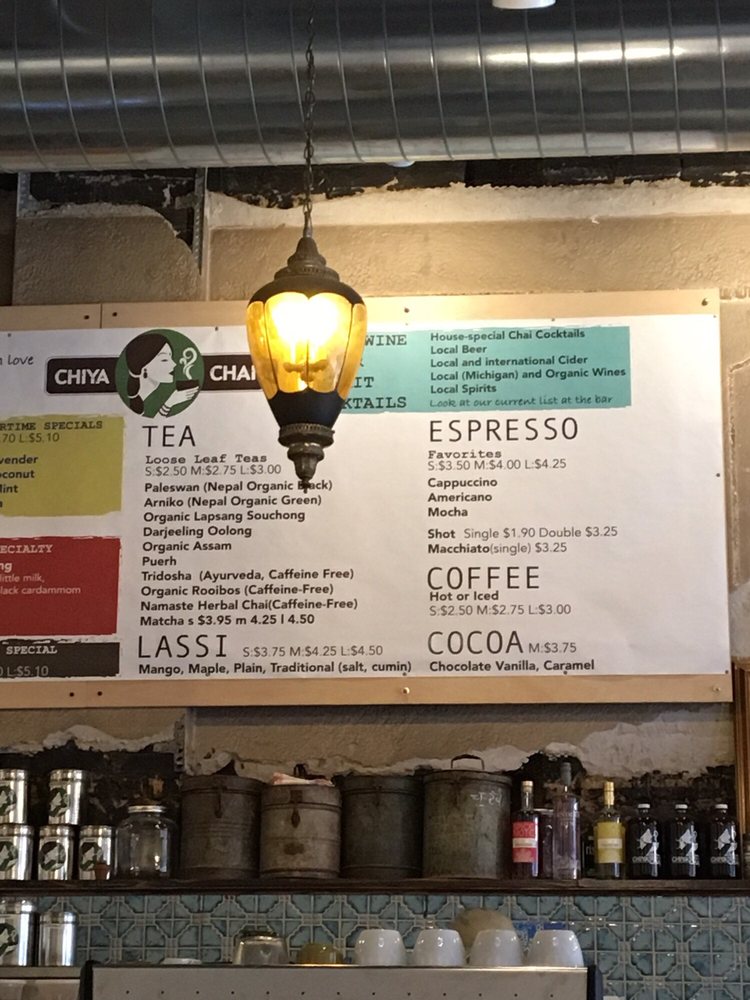 love
CHIYA CHAI
RTIME SPECIALS
.70 L:$5.10
vender
oconut
lint
ECIALTY
ng
little milk,
lack cardammom
SPECIAL
0 L:$5.10
WINE
IT
KTAILS
House-special Chai Cocktails
Local Beer
Local and international Cider
Local (Michigan) and Organic Wines
Local Spirits
Look at our current list at the bar
TEA
Loose Leaf Teas
S:$2.50 M:$2.75 L:$3.00
Paleswan (Nepal Organic Black)
Arniko (Nepal Organic Green)
Organic Lapsang Souchong
Darjeeling Oolong
Organic Assam
Puerh
Tridosha (Ayurveda, Caffeine Free)
Organic Rooibos (Caffeine-Free)
Namaste Herbal Chai(Caffeine-Free)
Matcha s $3.95 m 4.25 l 4.50
LASSI S:$3.75 M:$4.25 L:$4.50
Mango, Maple, Plain, Traditional (salt, cumin)
ESPRESSO
Favorites
S:$3.50 M:$4.00 L:$4.25
Cappuccino
Americano
Mocha
Shot Single $1.90 Double $3.25
Macchiato(single) $3.25
COFFEE
Hot or Iced
S:$2.50 M:$2.75 L:$3.00
COCOA M:$3.75
Chocolate Vanilla, Caramel